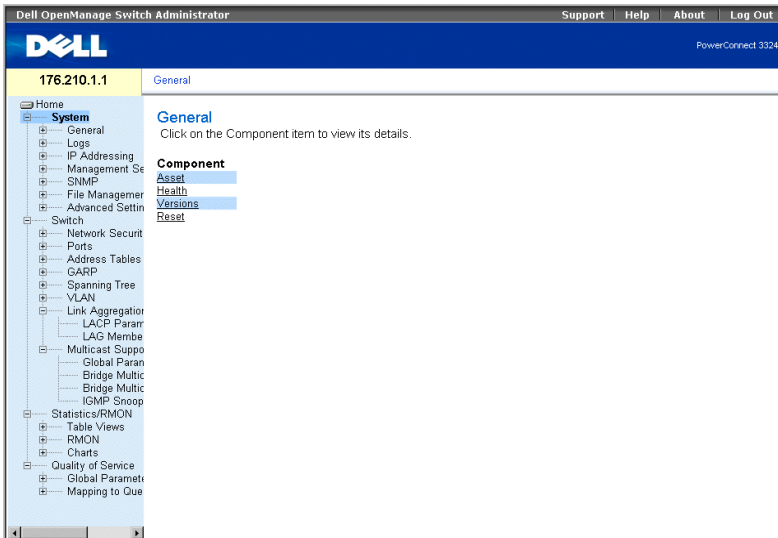 Dell OpenManage Switch Administrator
Support | Help | About | Log Out
DELL
PowerConnect 3324
176.210.1.1
General
Home
System
General
Logs
IP Addressing
Management Se
SNMP
File Managemer
Advanced Settin
Switch
Network Securit
Ports
Address Tables
GARP
Spanning Tree
VLAN
Link Aggregation
LACP Param
LAG Membe
Multicast Suppo
Global Paran
Bridge Multic
Bridge Multic
IGMP Snoop
Statistics/RMON
Table Views
RMON
Charts
Quality of Service
Global Paramete
Mapping to Que
General
Click on the Component item to view its details.
Component
Asset
Health
Versions
Reset